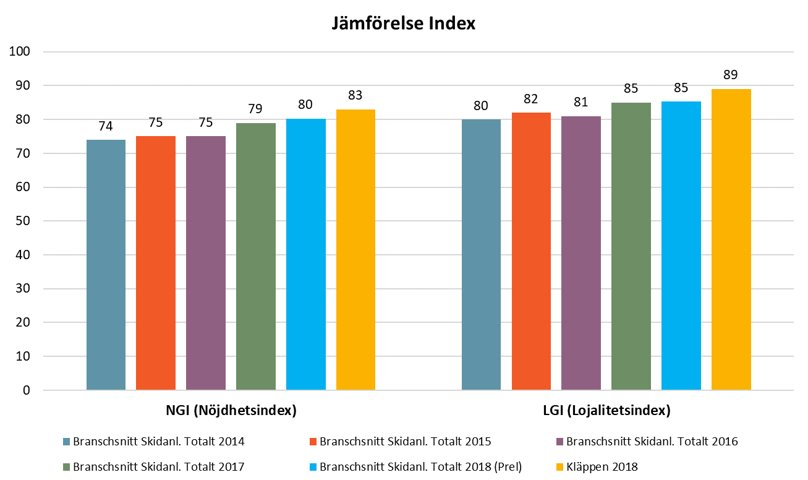 Jämförelse Index
100
90
80
70
60
50
40
30
20
10
0
74 75 75 79 80 83
80 82 81 85 85 89
NGI (Nöjdhetsindex) LGI (Lojalitetsindex)
Branschsnitt Skidanl. Totalt 2014 Branschsnitt Skidanl. Totalt 2015 Branschsnitt Skidanl. Totalt 2016
Branschsnitt Skidanl. Totalt 2017 Branschsnitt Skidanl. Totalt 2018 (Prel) Kläppen 2018